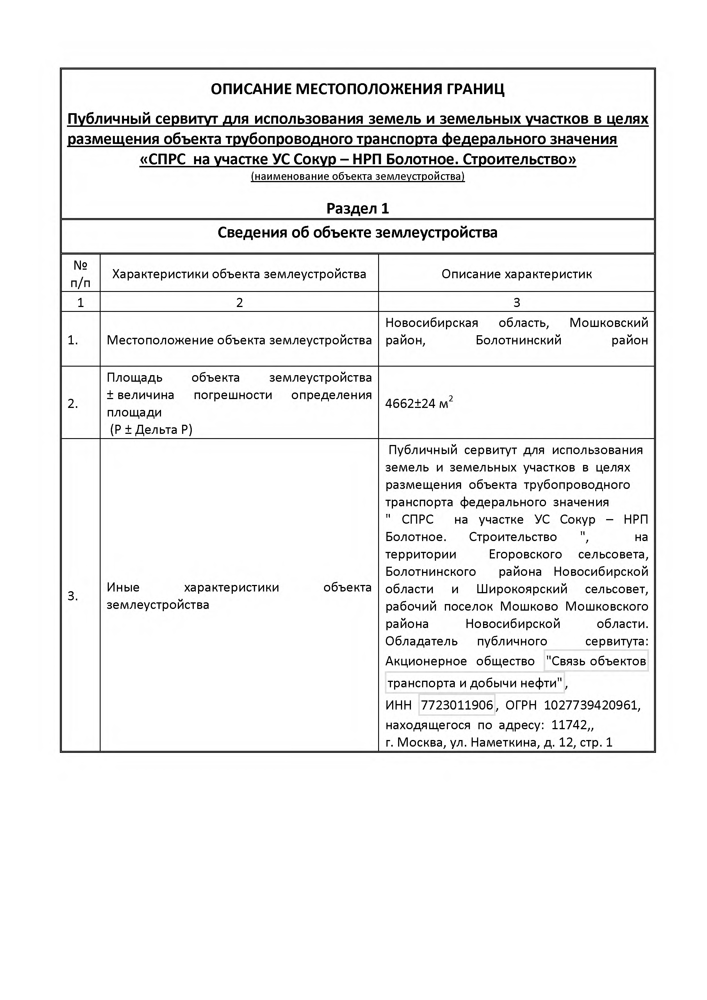 ОПИСАНИЕ МЕСТОПОЛОЖЕНИЯ ГРАНИЦ
Публичный сервитут для использования земель и земельных участков в целях
размещения объекта трубопроводного транспорта федерального значения
«СПРС на участке УС Сокур – НРП Болотное. Строительство»
(наименование объекта землеустройства)
Раздел 1
Сведения об объекте землеустройства
№
п/п
Характеристики объекта землеустройства
Описание характеристик
1
2
3
1.
Местоположение объекта землеустройства
Новосибирская область, Мошковский
район, Болотнинский район
2.
Площадь объекта землеустройства
± величина погрешности определения
площади
(Р ± Дельта Р)
4662±24 м²
3.
Иные характеристики объекта
землеустройства
Публичный сервитут для использования
земель и земельных участков в целях
размещения объекта трубопроводного
транспорта федерального значения
" СПРС на участке УС Сокур – НРП
Болотное. Строительство ", на
территории Егоровского сельсовета,
Болотнинского района Новосибирской
области и Широкоярский сельсовет,
рабочий поселок Мошково Мошковского
района Новосибирской области.
Обладатель публичного сервитута:
Акционерное общество "Связь объектов
транспорта и добычи нефти",
ИНН 7723011906, ОГРН 1027739420961,
находящегося по адресу: 11742,,
г. Москва, ул. Наметкина, д. 12, стр. 1